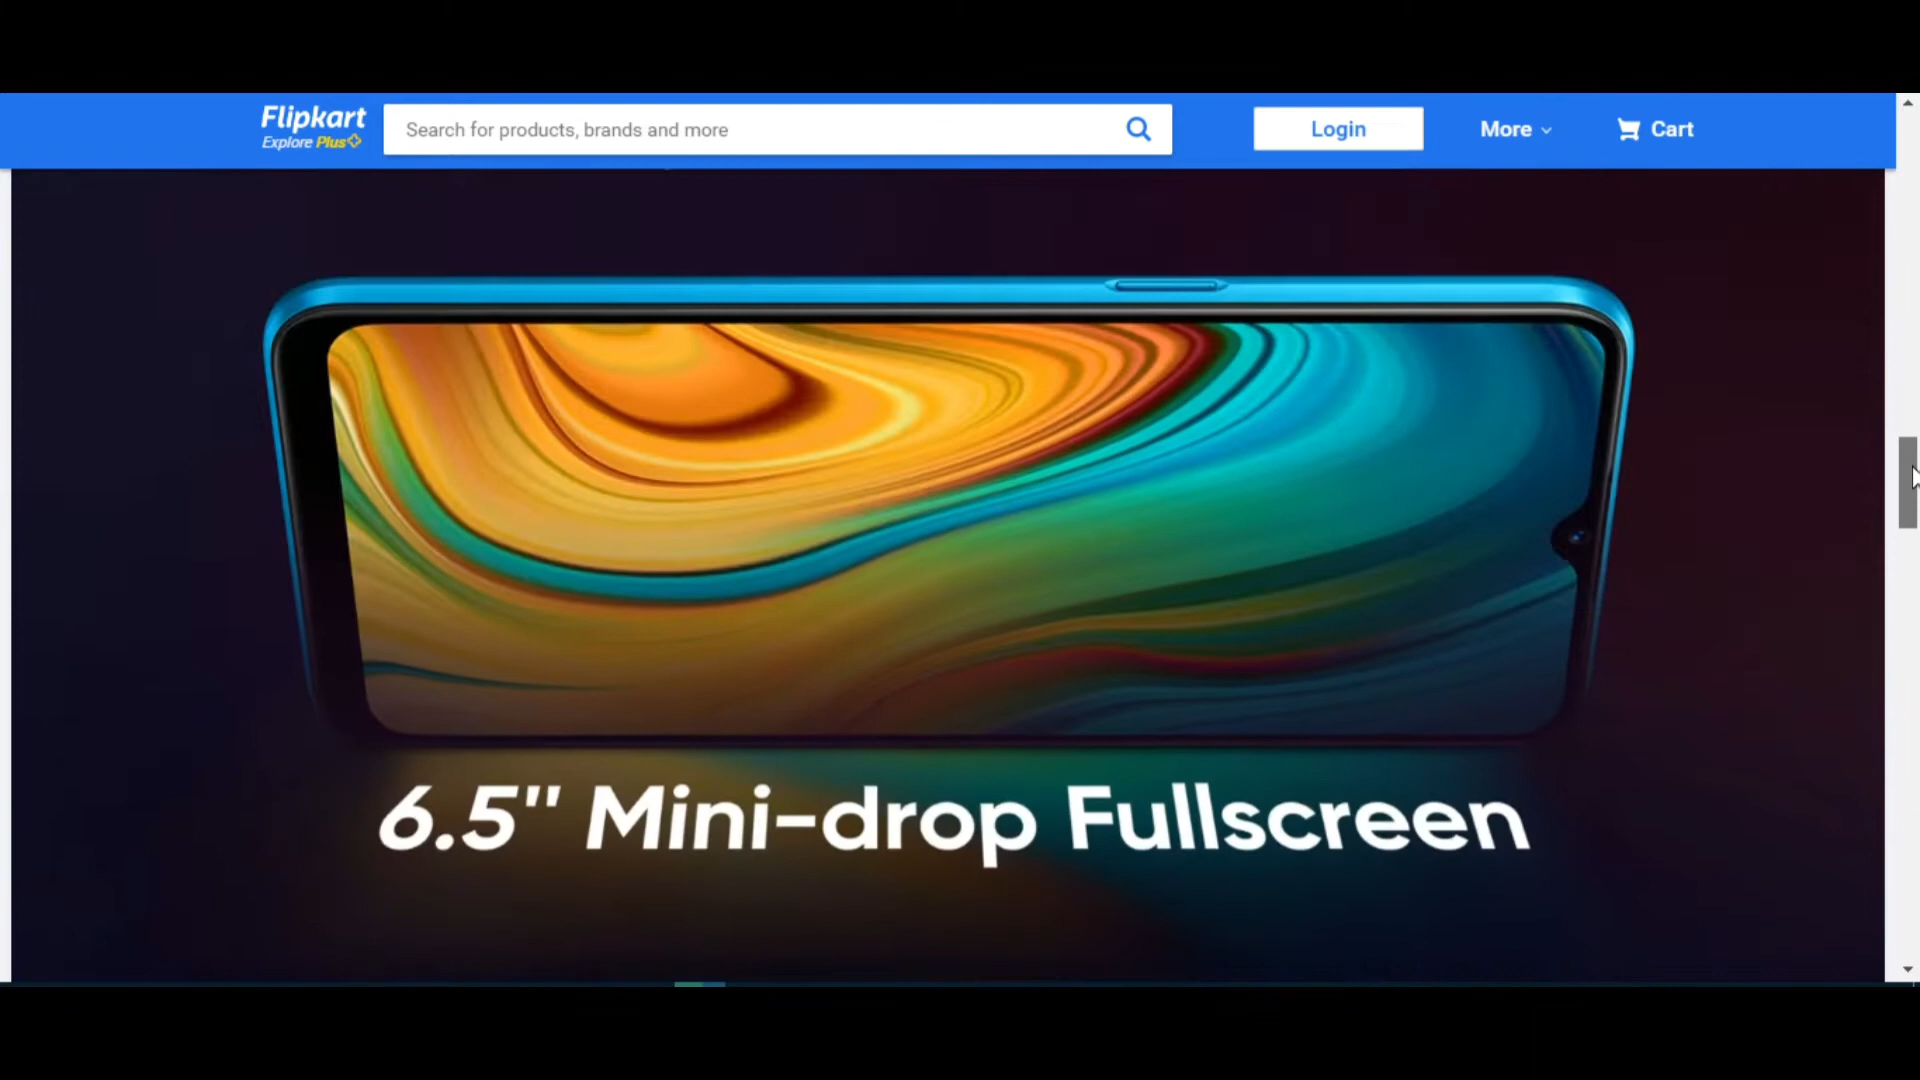 Flipkart
Explore Plus
Search for products, brands and more
Login
More
Cart
6.5" Mini-drop Fullscreen